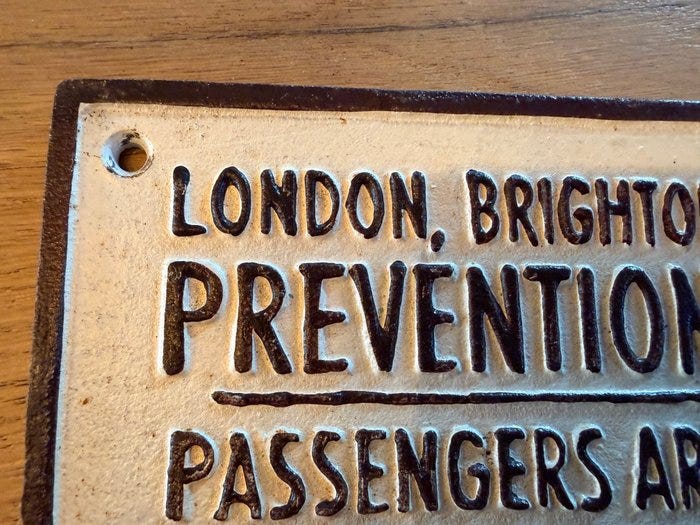 LONDON, BRIGHTO
PREVENTION
PASSENGERS AR